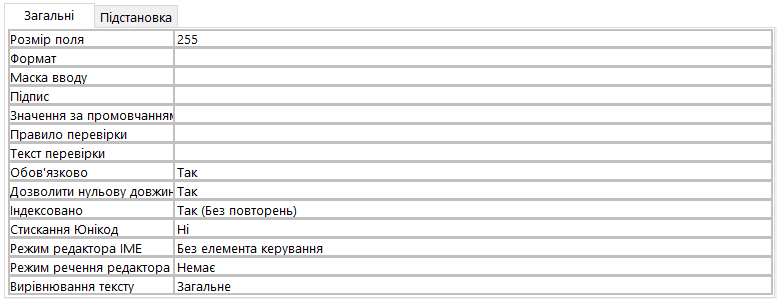 Загальні Підстановка
Розмір поля 255
Формат
Маска вводу
Підпис
Значення за промовчанням
Правило перевірки
Текст перевірки
Обов'язково Так
Дозволити нульову довжин Так
Індексовано Так (Без повторень)
Стискання Юнікод Ні
Режим редактора IME Без елемента керування
Режим речення редактора Немає
Вирівнювання тексту Загальне